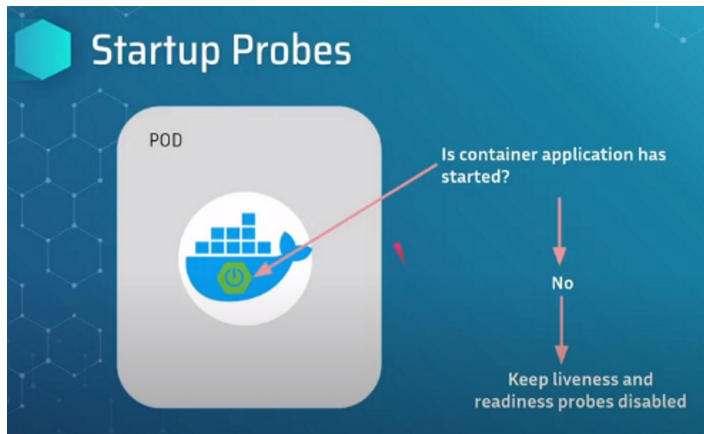 Startup Probes
POD
Is container application has
started?
No
Keep liveness and
readiness probes disabled